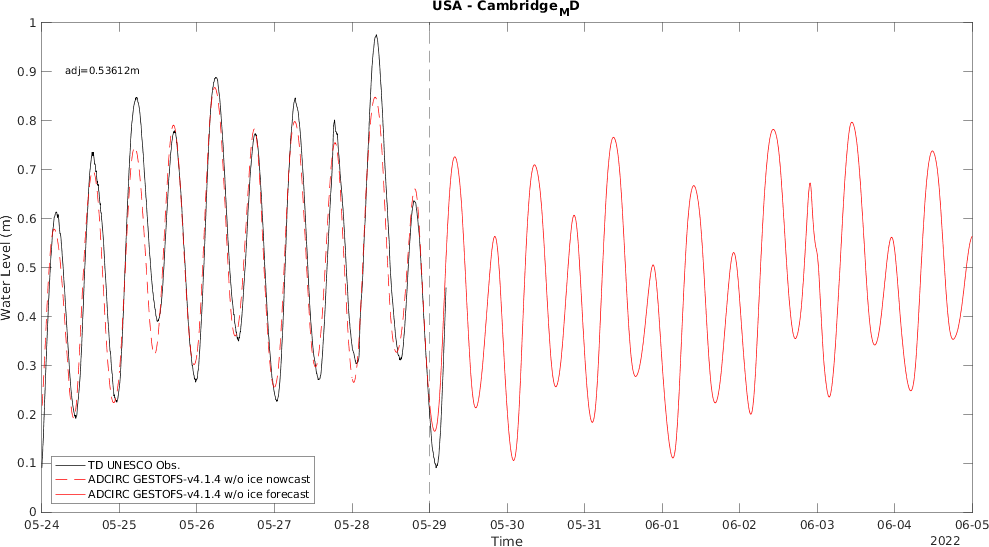 USA - Cambridge_MD
adj=0.53612m
Water Level (m)
1
0.9
0.8
0.7
0.6
0.5
0.4
0.3
0.2
0.1
0
TD UNESCO Obs.
ADCIRC GESTOFS-v4.1.4 w/o ice nowcast
ADCIRC GESTOFS-v4.1.4 w/o ice forecast
05-24 05-25 05-26 05-27 05-28 05-29 05-30 05-31 06-01 06-02 06-03 06-04 06-05
Time
2022